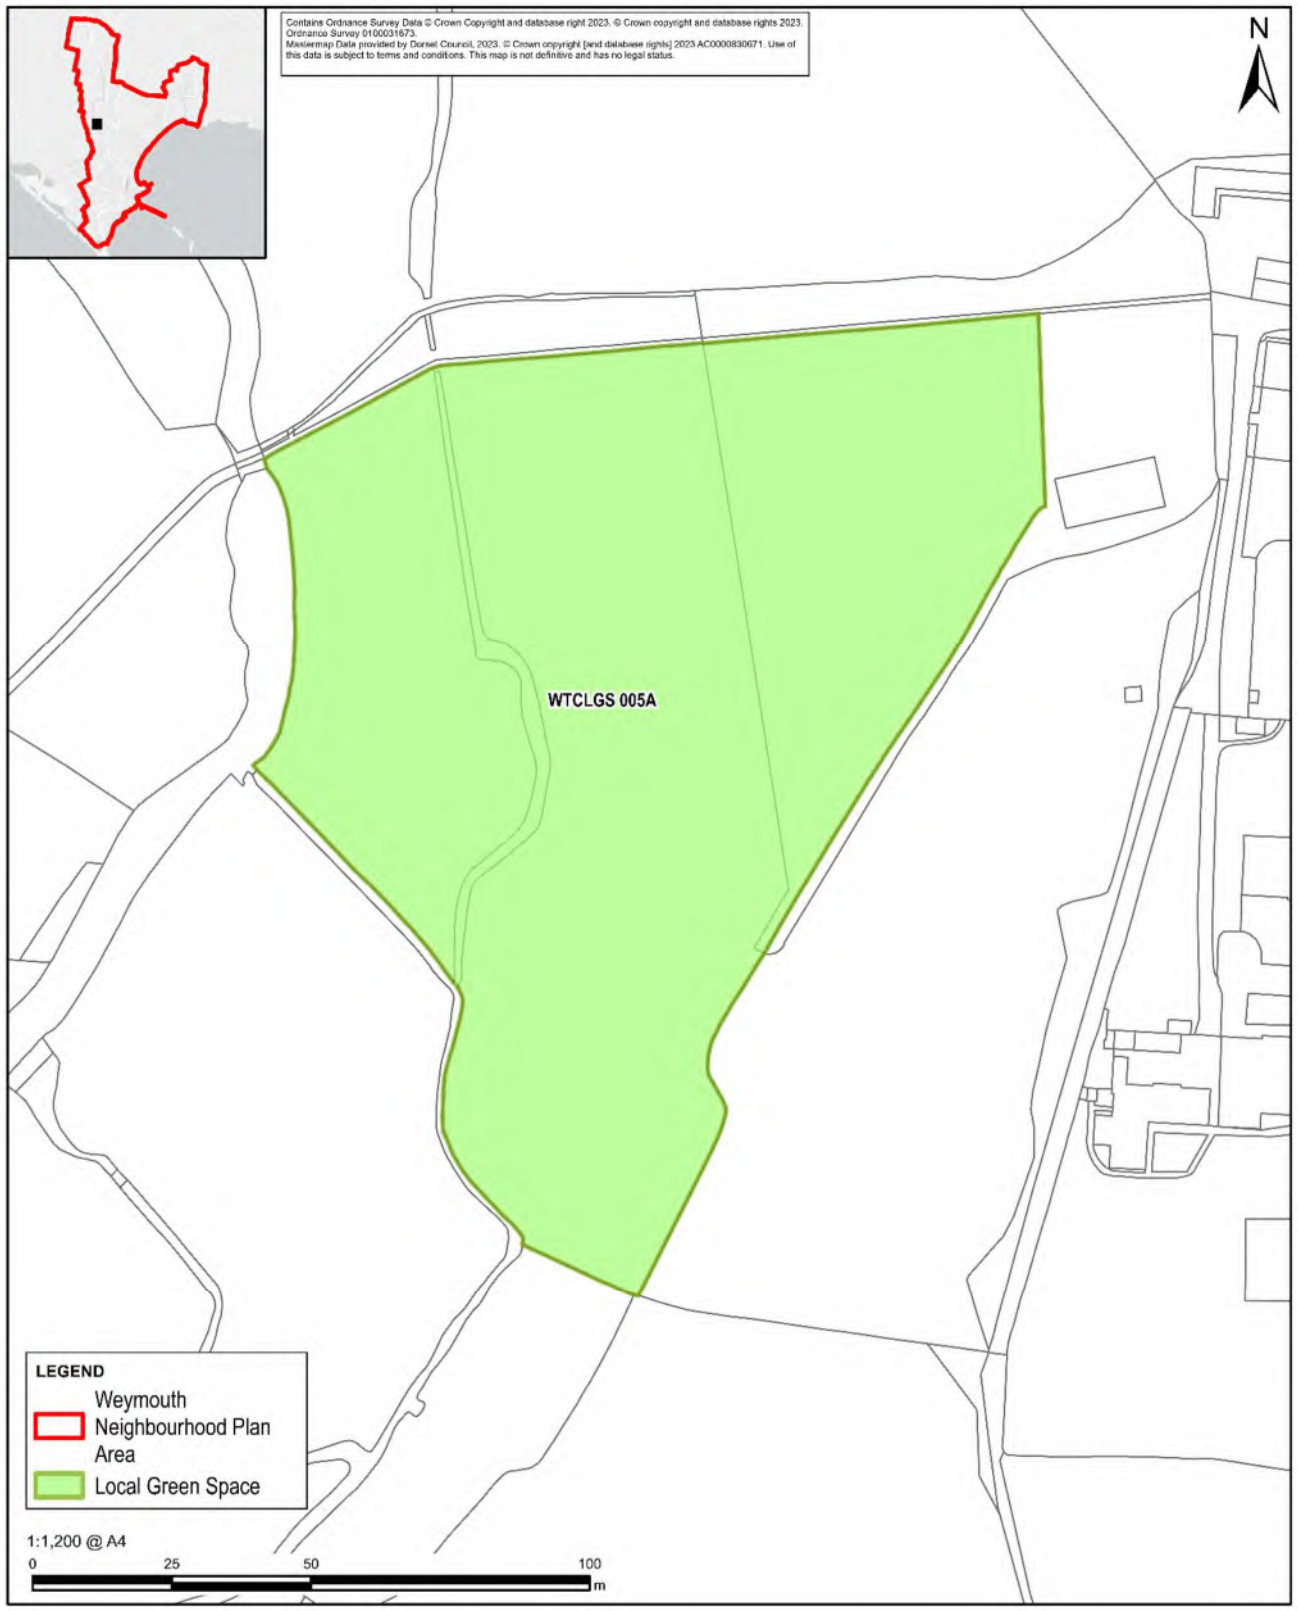 Contains Ordnance Survey Data © Crown Copyright and database right 2023. © Crown copyright and database rights 2023.
Ordnance Survey 0100031673.
Mastermap Data provided by Dorset Council, 2023. © Crown copyright [and database rights] 2023 AC0000830671. Use of
this data is subject to terms and conditions. This map is not definitive and has no legal status.
N
WTCLGS 005A
LEGEND
Weymouth
Neighbourhood Plan
Area
Local Green Space
1:1,200 @ A4
0 25 50 100
m